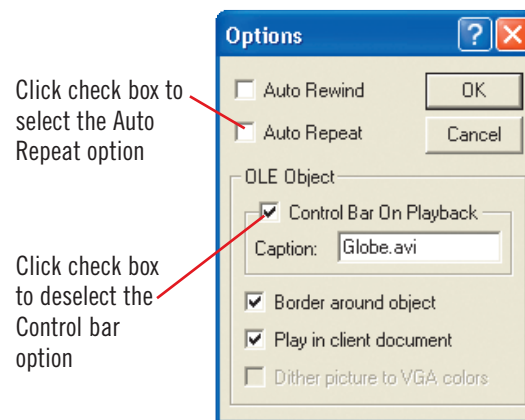 Options
Click check box to
select the Auto
Repeat option
Auto Rewind
OK
Auto Repeat
Cancel
OLE Object
Control Bar On Playback
Caption: Globe.avi
Click check box
to deselect the
Control bar
option
Border around object
Play in client document
Dither picture to VGA colors